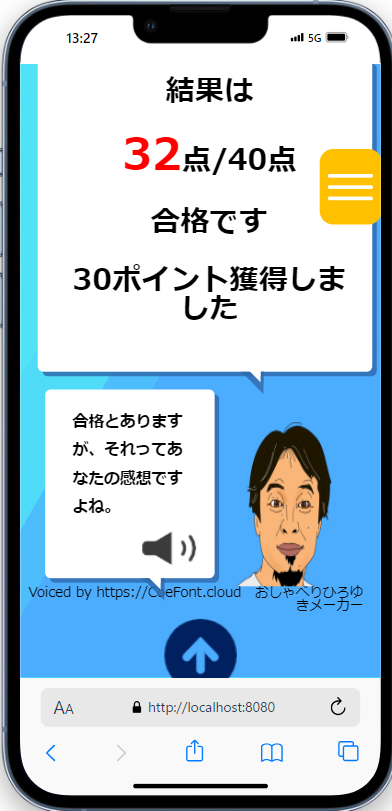 13:27
5G
結果は
32点/40点
合格です
30ポイント獲得しま
した
合格とあります
が、それってあ
なたの感想です
よね。
Voiced by https://CoeFont.cloud　おしゃべりひろゆ
きメーカー
AA
http://localhost:8080